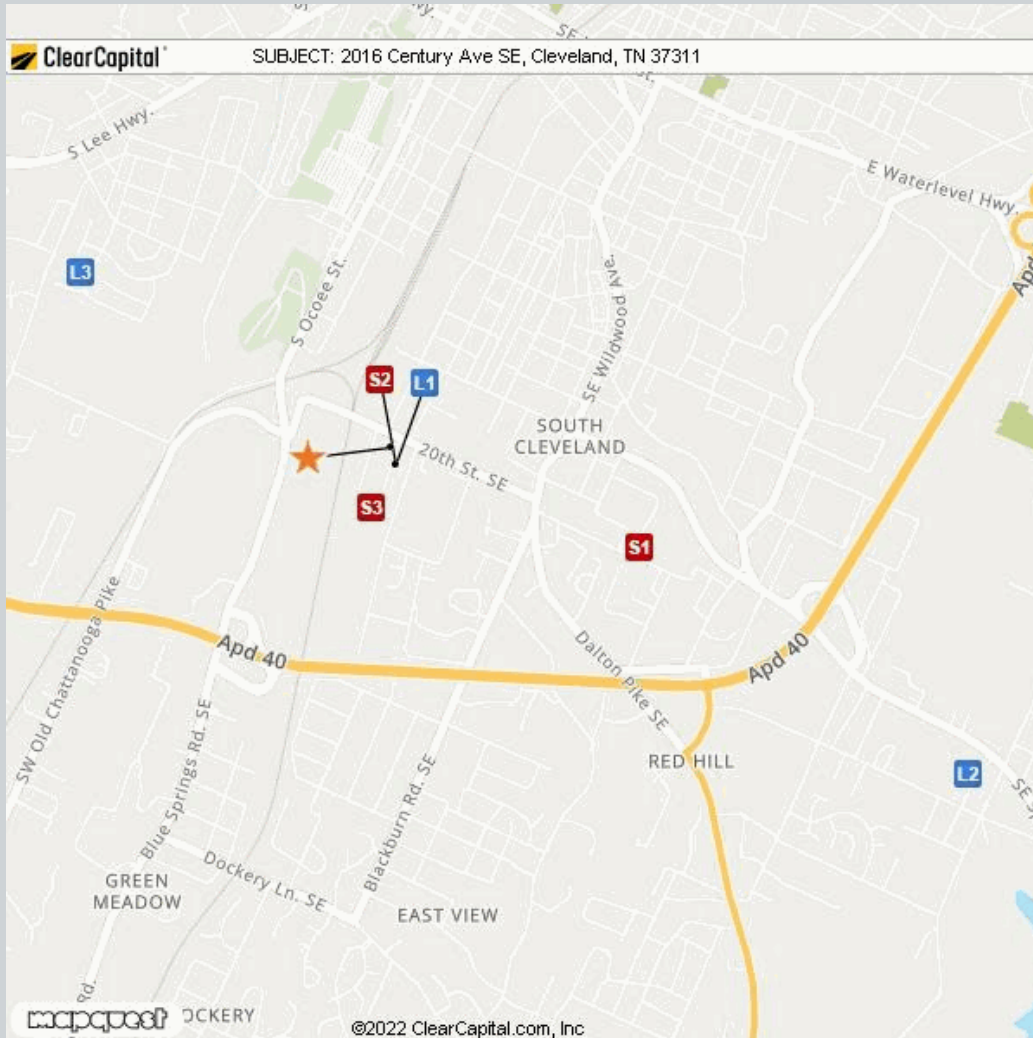 ClearCapital
SUBJECT: 2016 Century Ave SE, Cleveland, TN 37311
S Lee Hwy.
E Waterlevel Hwy.
L3
S Ocoee St.
SE Wildwood Ave.
S2
L1
SOUTH
CLEVELAND
20th St. SE
S3
S1
SW Old Chattanooga Pike
Apd 40
Dalton Pike SE
Apd 40
Blue Springs Rd. SE
RED HILL
L2
Blackburn Rd. SE
Dockery Ln. SE
GREEN
MEADOW
EAST VIEW
Rd.
mapquest
OCKERY
©2022 ClearCapital.com, Inc